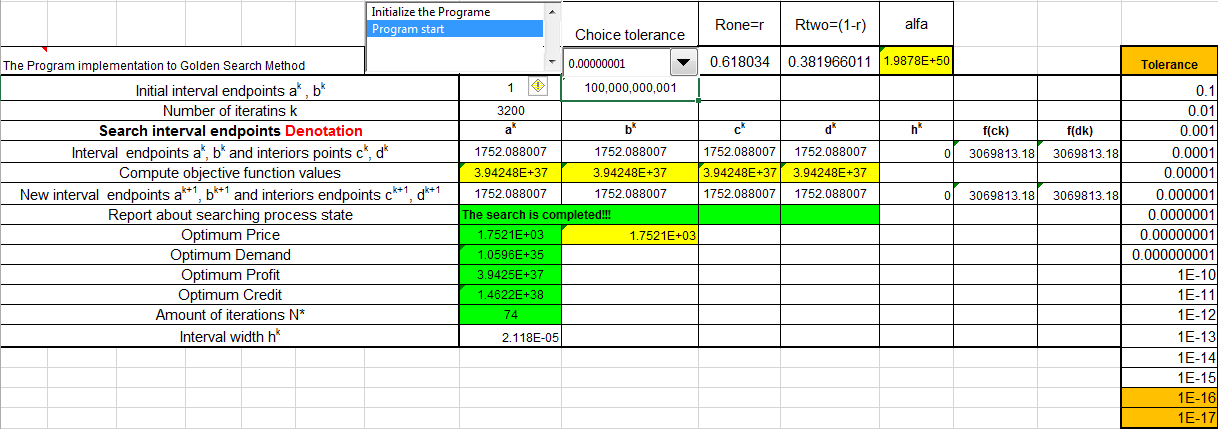 Initialize the Programe
Program start
Choice tolerance Rone=r Rtwo=(1-r) alfa
The Program implementation to Golden Search Method 0.00000001 0.618034 0.381966011 1.9878E+50 Tolerance
Initial interval endpoints aᵏ , bᵏ 1 100,000,000,001 0.1
Number of iteratins k 3200 0.01
Search interval endpoints Denotation aᵏ bᵏ cᵏ dᵏ hᵏ f(ck) f(dk) 0.001
Interval endpoints aᵏ, bᵏ and interiors points cᵏ, dᵏ 1752.088007 1752.088007 1752.088007 1752.088007 0 3069813.18 3069813.18 0.0001
Compute objective function values 3.94248E+37 3.94248E+37 3.94248E+37 3.94248E+37 0.00001
New interval endpoints aᵏ⁺¹, bᵏ⁺¹ and interiors endpoints cᵏ⁺¹, dᵏ⁺¹ 1752.088007 1752.088007 1752.088007 1752.088007 0 3069813.18 3069813.18 0.000001
Report about searching process state The search is completed!!! 0.0000001
Optimum Price 1.7521E+03 1.7521E+03 0.00000001
Optimum Demand 1.0596E+35 0.000000001
Optimum Profit 3.9425E+37 1E-10
Optimum Credit 1.4622E+38 1E-11
Amount of iterations N* 74 1E-12
Interval width hᵏ 2.118E-05 1E-13
1E-14
1E-15
1E-16
1E-17